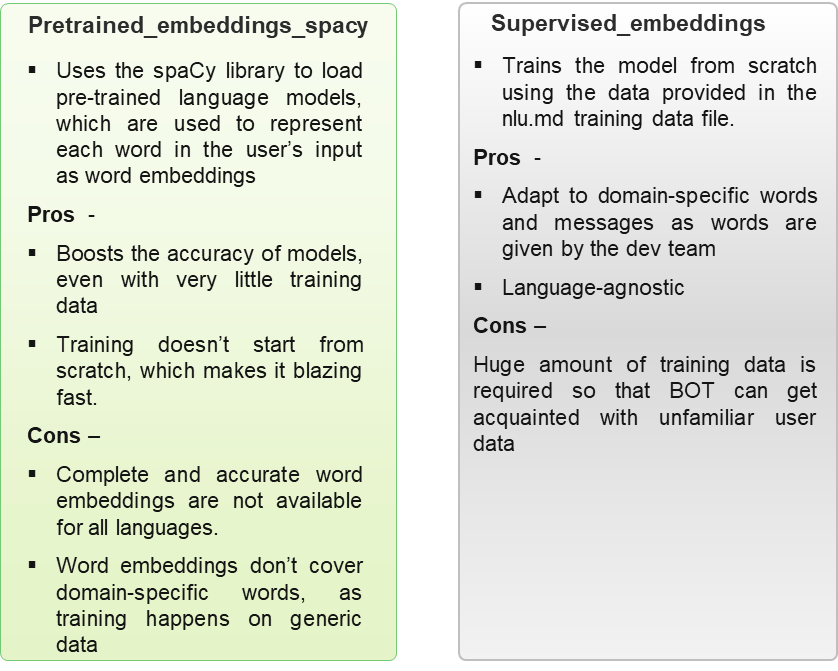 Pretrained_embeddings_spacy
▪ Uses the spaCy library to load
pre-trained language models,
which are used to represent
each word in the user's input
as word embeddings
Pros -
▪ Boosts the accuracy of models,
even with very little training
data
▪ Training doesn't start from
scratch, which makes it blazing
fast.
Cons –
▪ Complete and accurate word
embeddings are not available
for all languages.
▪ Word embeddings don't cover
domain-specific words, as
training happens on generic
data
Supervised_embeddings
▪ Trains the model from scratch
using the data provided in the
nlu.md training data file.
Pros -
▪ Adapt to domain-specific words
and messages as words are
given by the dev team
▪ Language-agnostic
Cons –
Huge amount of training data is
required so that BOT can get
acquainted with unfamiliar user
data